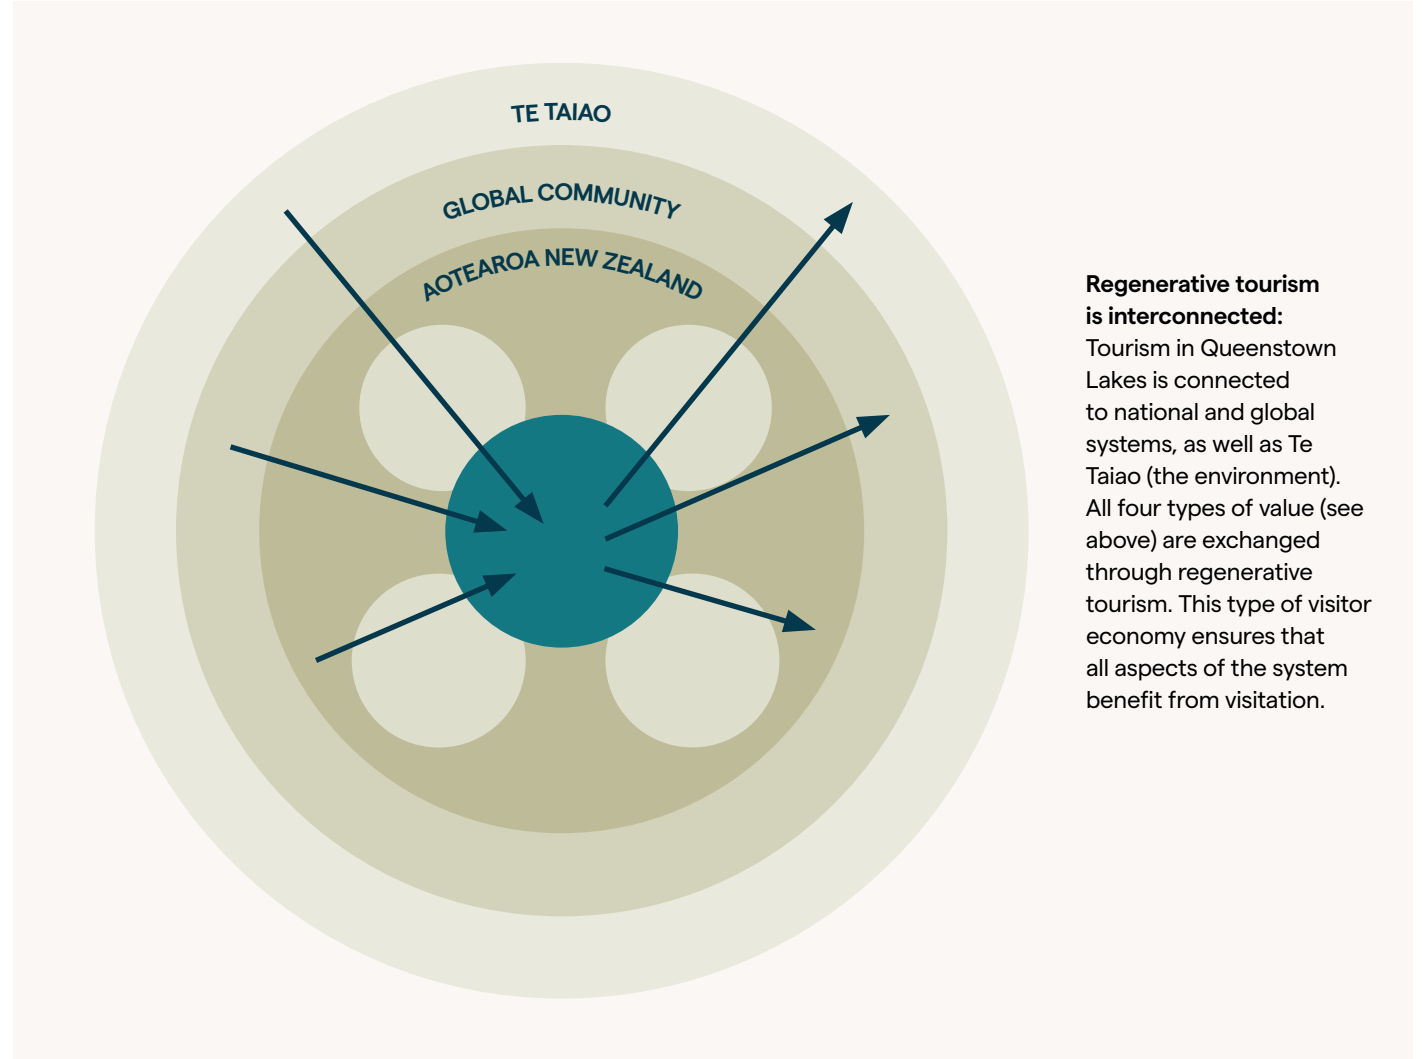 TE TAIAO
GLOBAL COMMUNITY
AOTEAROA NEW ZEALAND
Regenerative tourism
is interconnected:
Tourism in Queenstown
Lakes is connected
to national and global
systems, as well as Te
Taiao (the environment).
All four types of value (see
above) are exchanged
through regenerative
tourism. This type of visitor
economy ensures that
all aspects of the system
benefit from visitation.